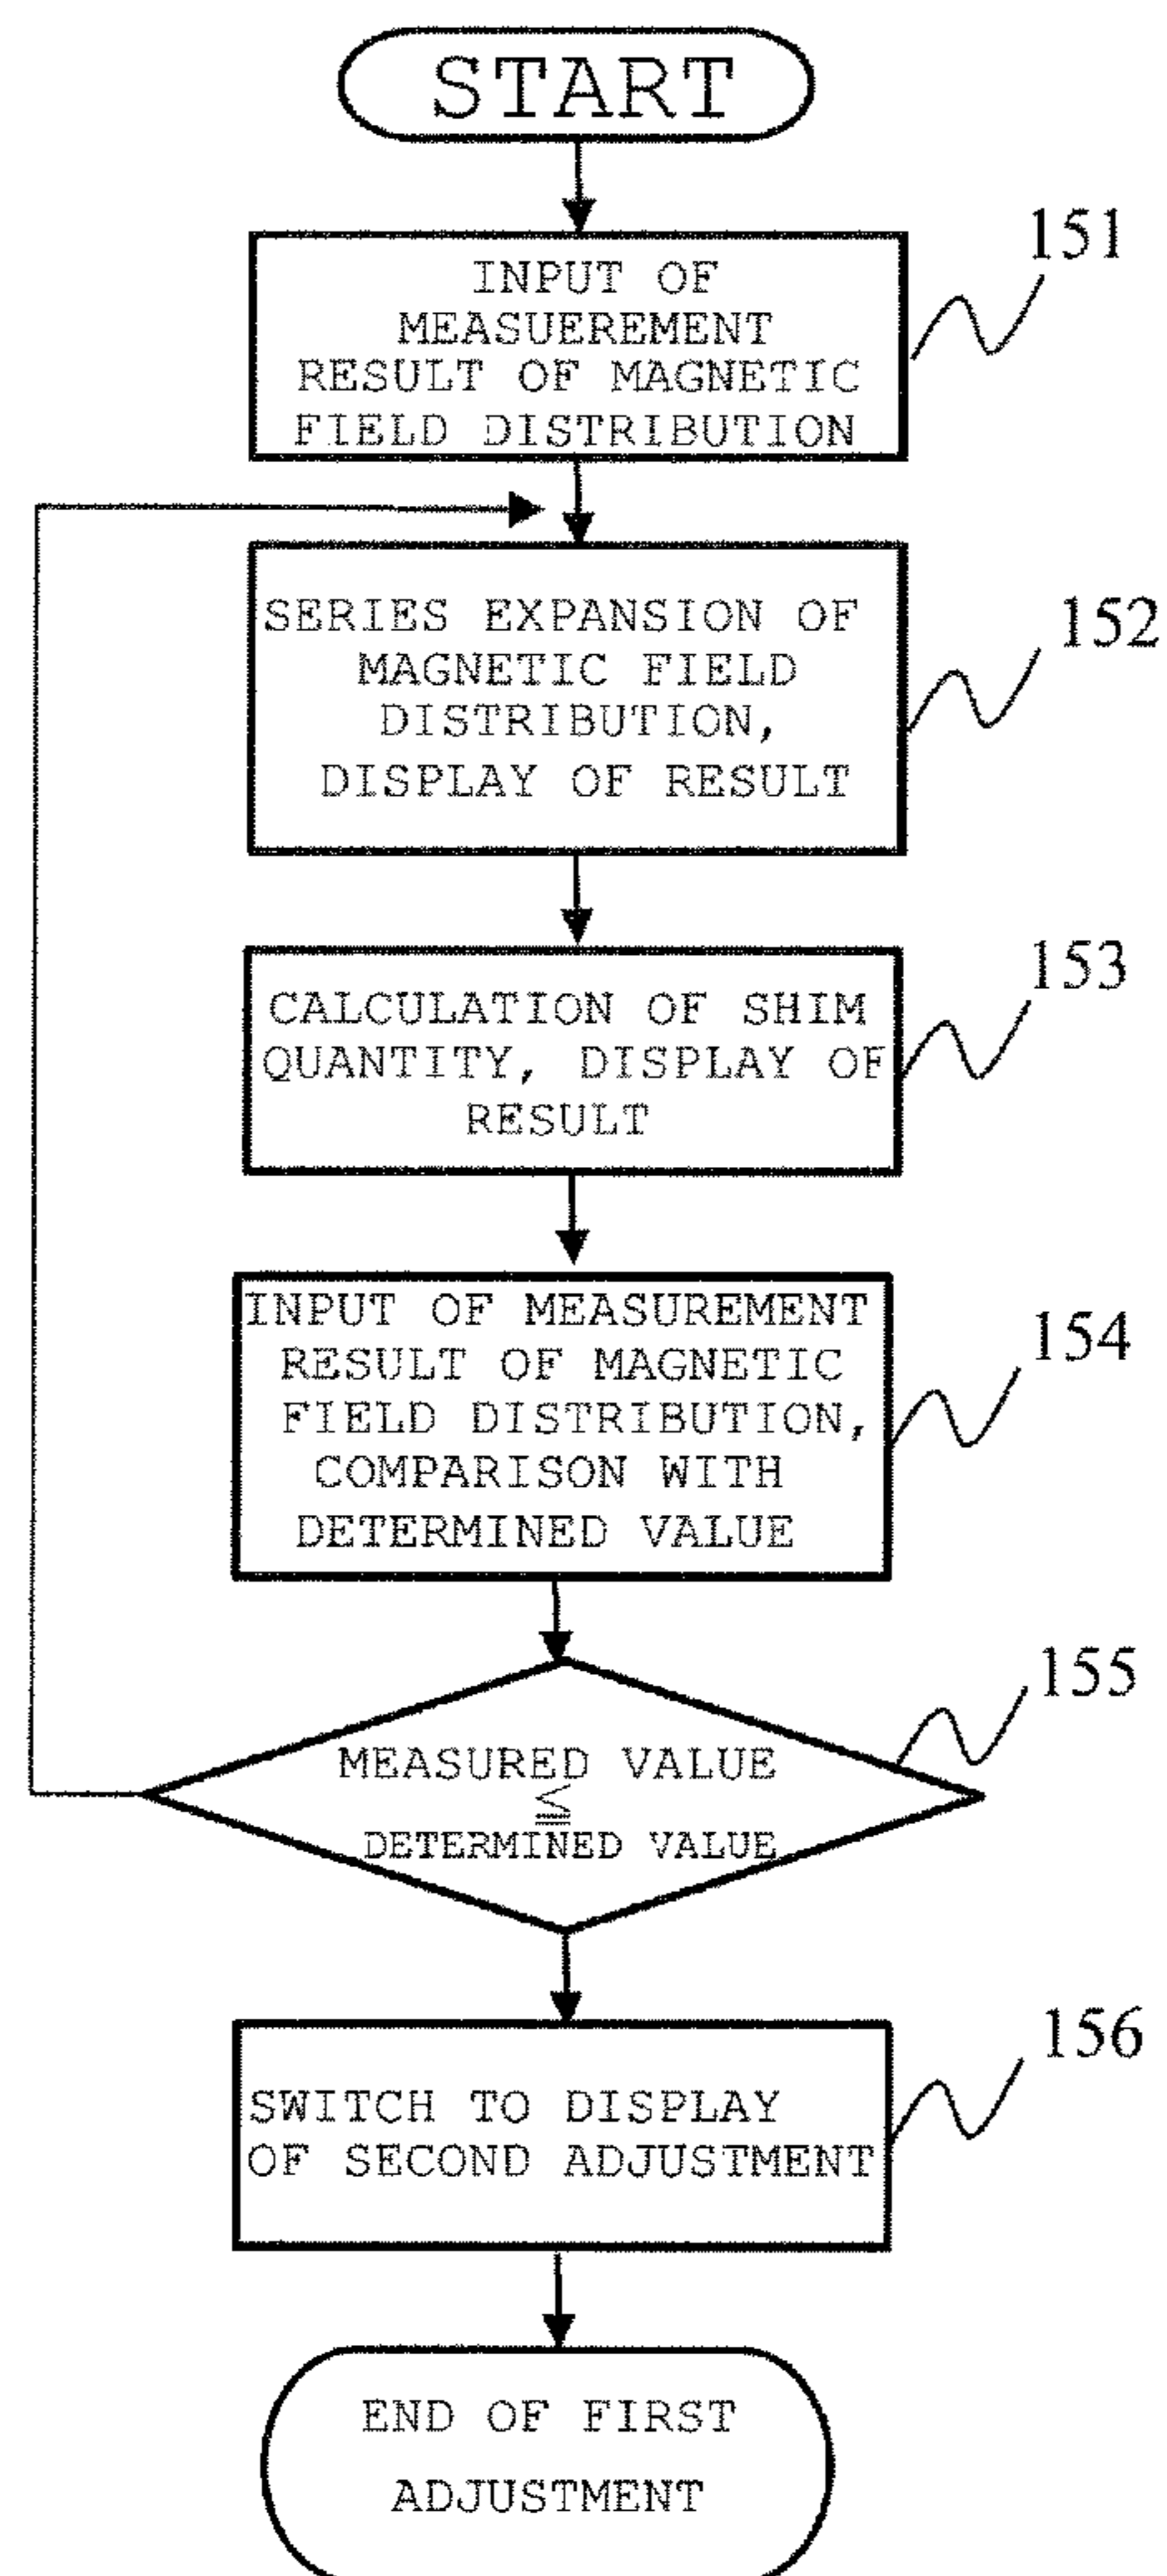 START
151
INPUT OF
MEASUEREMENT
RESULT OF MAGNETIC
FIELD DISTRIBUTION
152
SERIES EXPANSION OF
MAGNETIC FIELD
DISTRIBUTION,
DISPLAY OF RESULT
153
CALCULATION OF SHIM
QUANTITY, DISPLAY OF
RESULT
154
INPUT OF MEASUREMENT
RESULT OF MAGNETIC
FIELD DISTRIBUTION,
COMPARISON WITH
DETERMINED VALUE
155
MEASURED VALUE
≦
DETERMINED VALUE
156
SWITCH TO DISPLAY
OF SECOND ADJUSTMENT
END OF FIRST
ADJUSTMENT